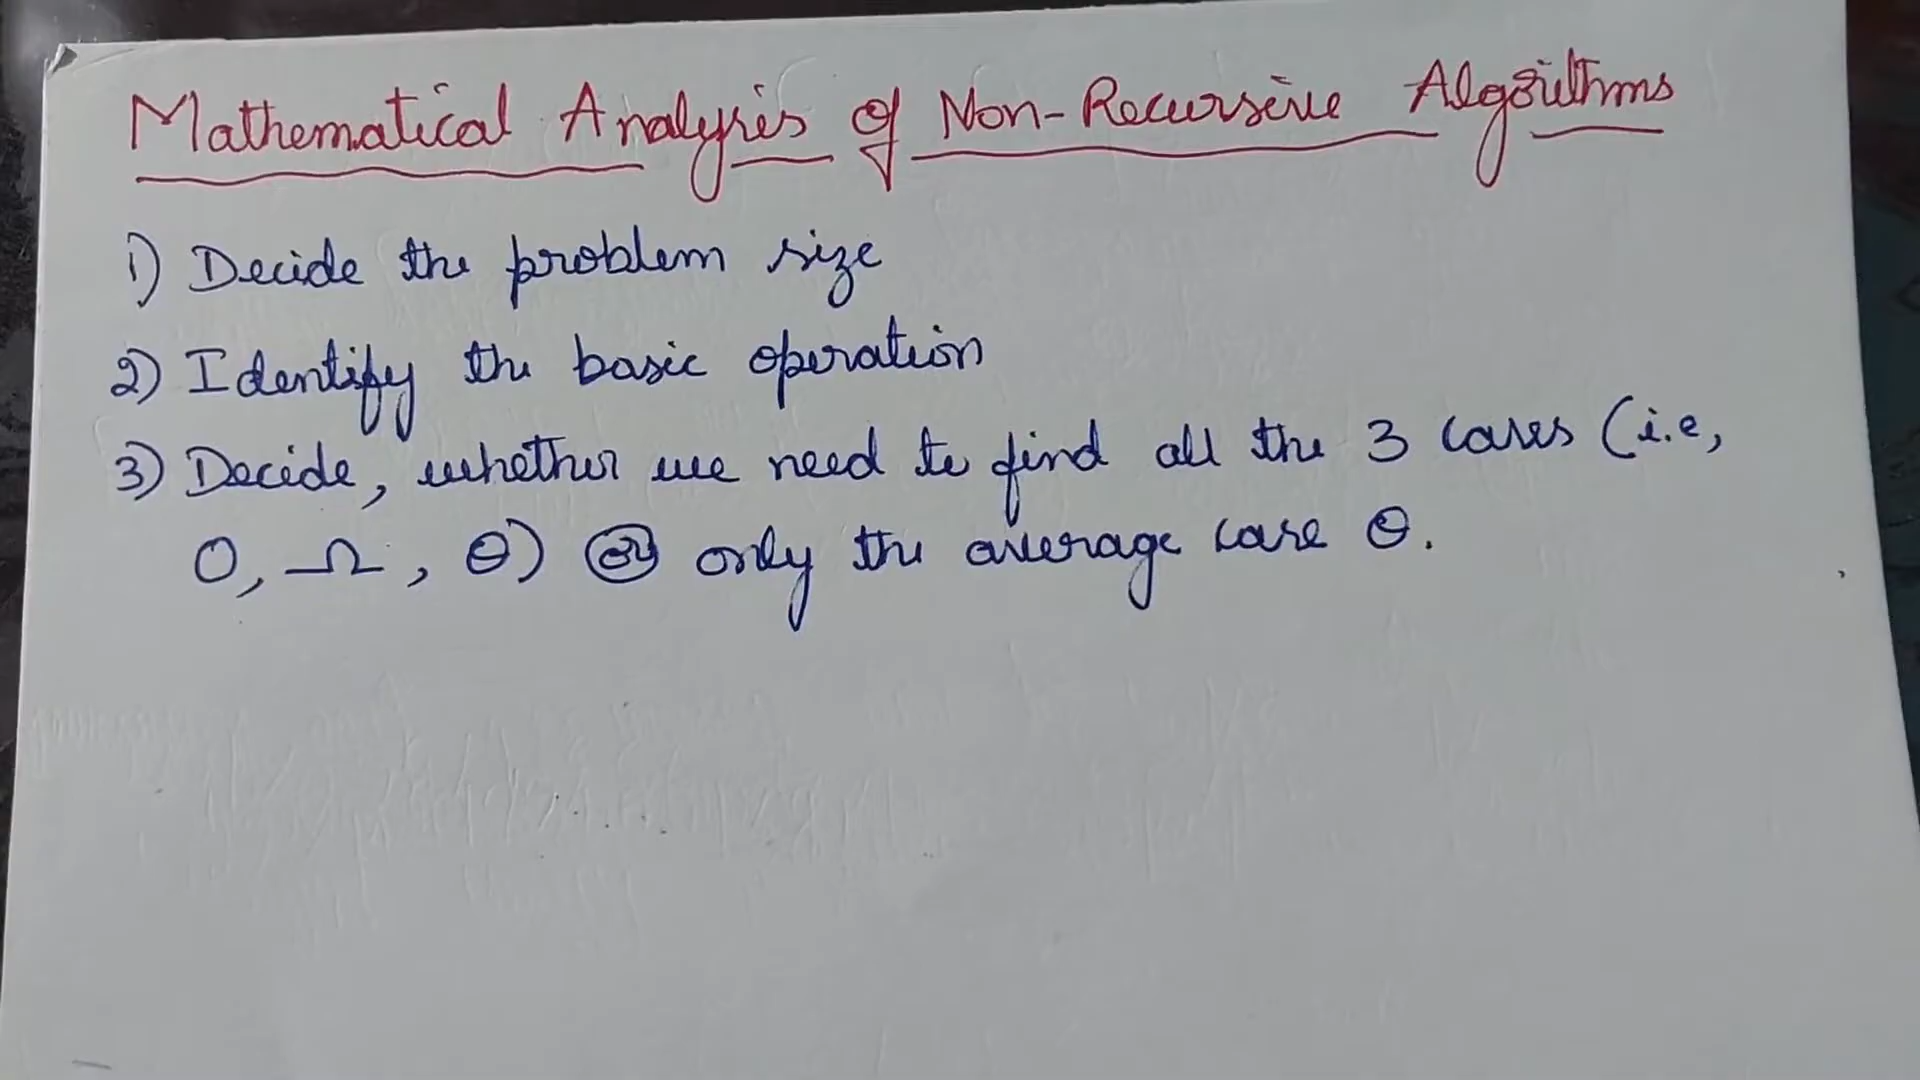 Mathematical Analysis of Non-Recursive Algorithms
1) Decide the problem size
2) Identify the basic operation
3) Decide, whether we need to find all the 3 cases (i.e,
O, Ω, Θ) or only the average case Θ.